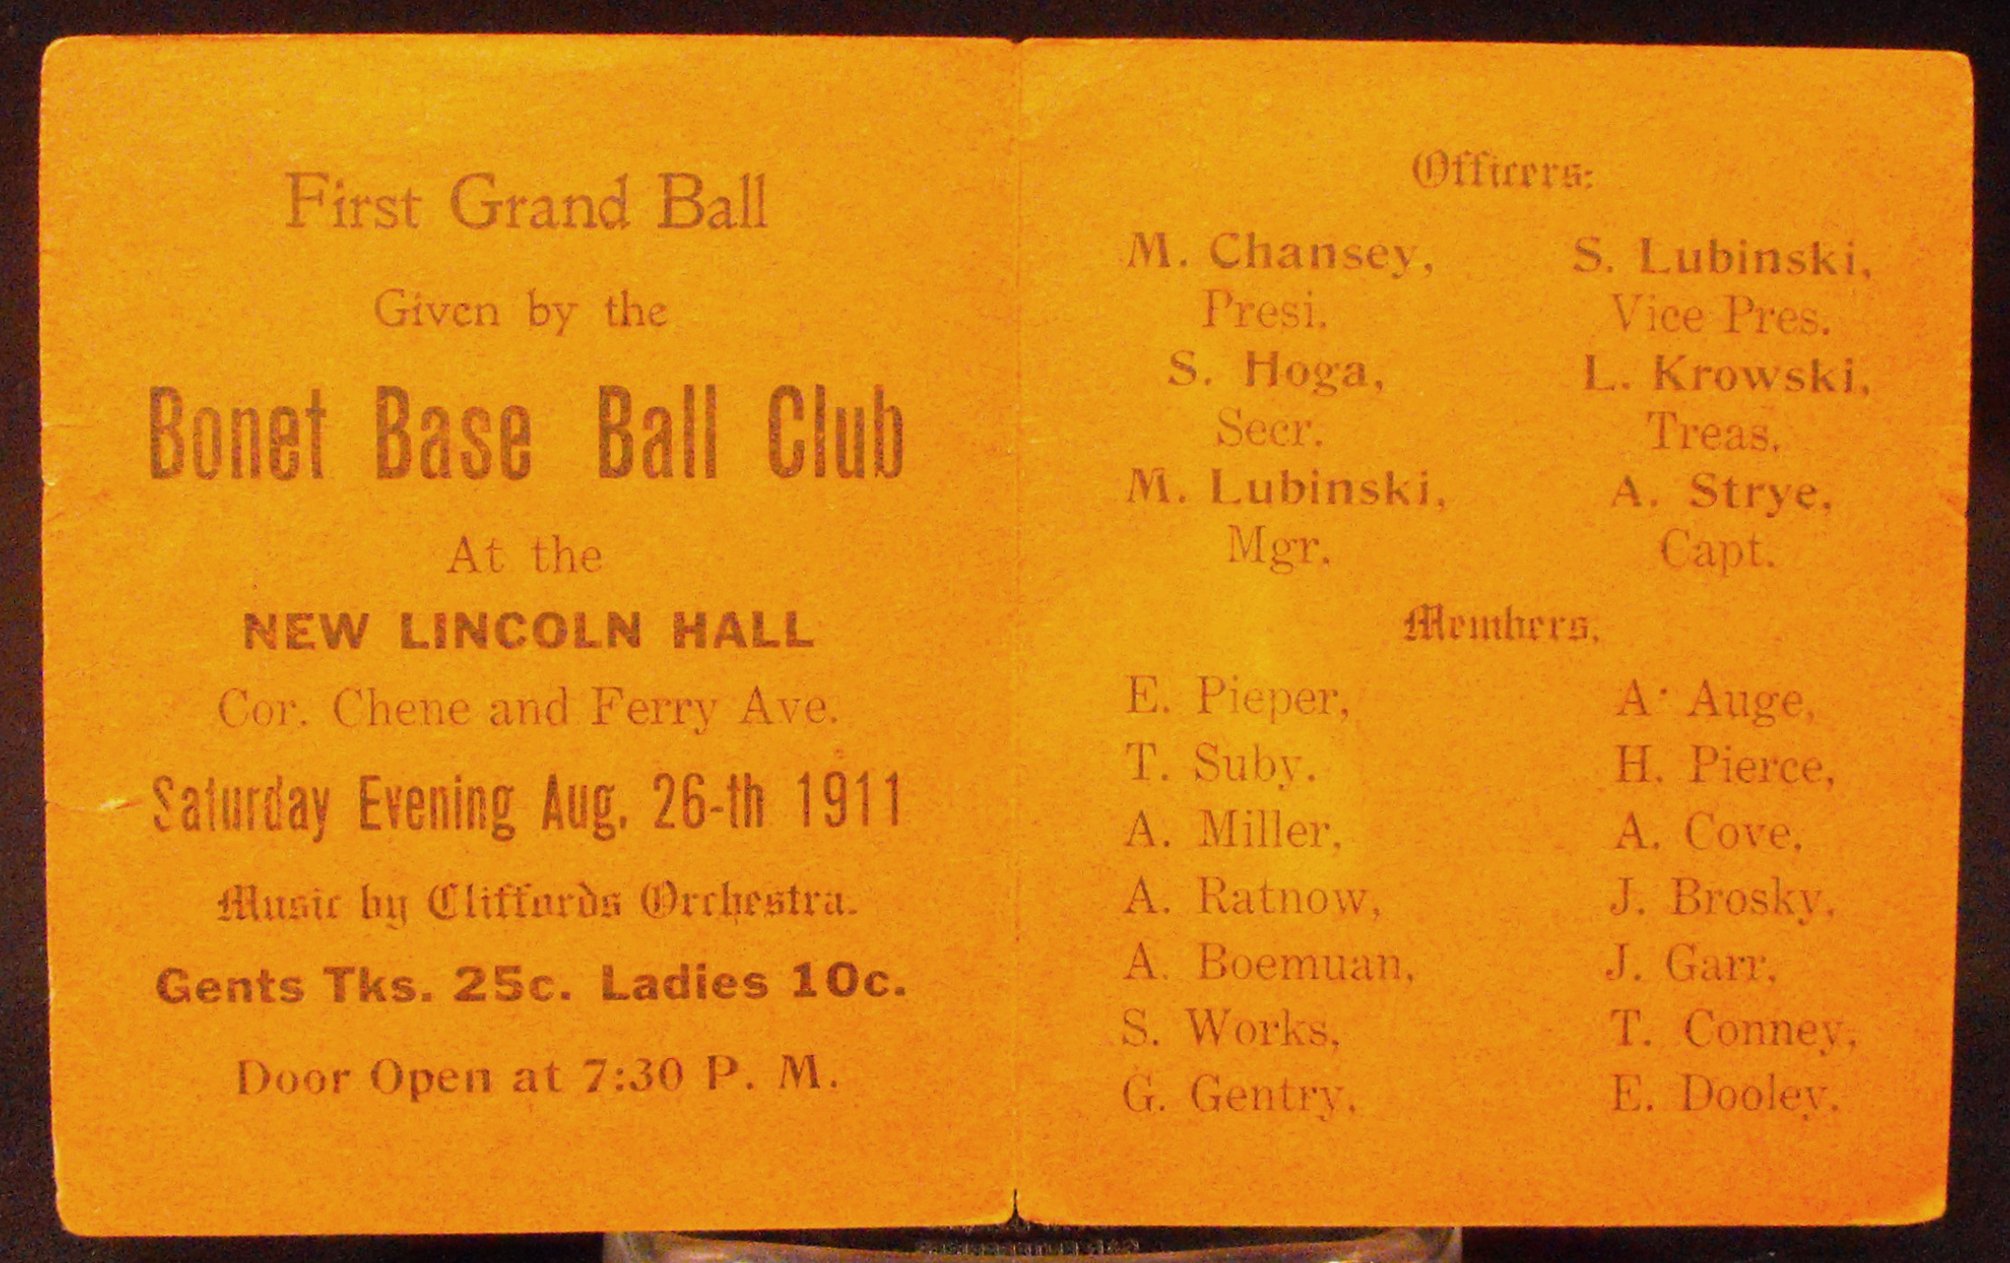 First Grand Ball
Given by the
Bonet Base Ball Club
At the
NEW LINCOLN HALL
Cor. Chene and Ferry Ave.
Saturday Evening Aug. 26-th 1911
Music by Cliffords Orchestra.
Gents Tks. 25c. Ladies 10c.
Door Open at 7:30 P. M.
Officers:
M. Chansey, S. Lubinski,
Presi. Vice Pres.
S. Hoga, L. Krowski,
Secr. Treas.
M. Lubinski, A. Strye,
Mgr. Capt.
Members.
E. Pieper, A. Auge,
T. Suby. H. Pierce,
A. Miller, A. Cove,
A. Ratnow, J. Brosky,
A. Boemuan, J. Garr,
S. Works, T. Conney,
G. Gentry, E. Dooley,